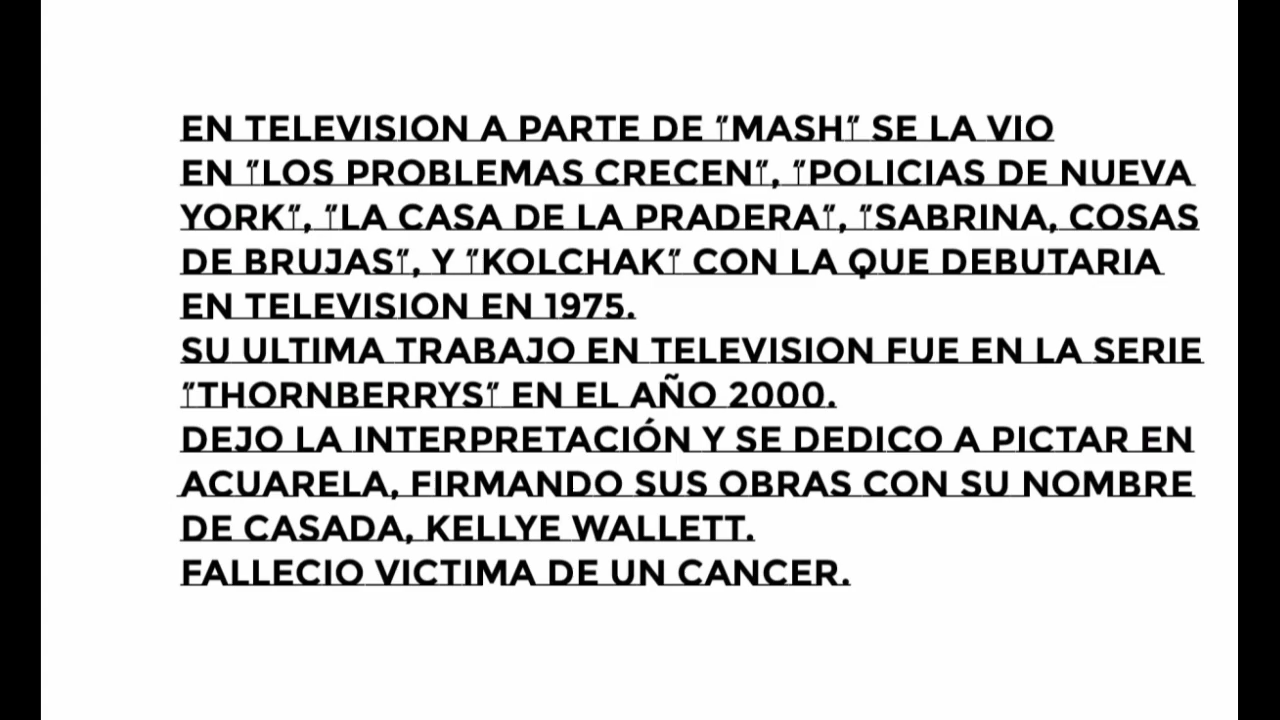 EN TELEVISION A PARTE DE "MASH" SE LA VIO
EN "LOS PROBLEMAS CRECEN", "POLICIAS DE NUEVA
YORK", "LA CASA DE LA PRADERA", "SABRINA, COSAS
DE BRUJAS", Y "KOLCHAK" CON LA QUE DEBUTARIA
EN TELEVISION EN 1975.
SU ULTIMA TRABAJO EN TELEVISION FUE EN LA SERIE
"THORNBERRYS" EN EL AÑO 2000.
DEJO LA INTERPRETACIÓN Y SE DEDICO A PICTAR EN
ACUARELA, FIRMANDO SUS OBRAS CON SU NOMBRE
DE CASADA, KELLYE WALLETT.
FALLECIO VICTIMA DE UN CANCER.